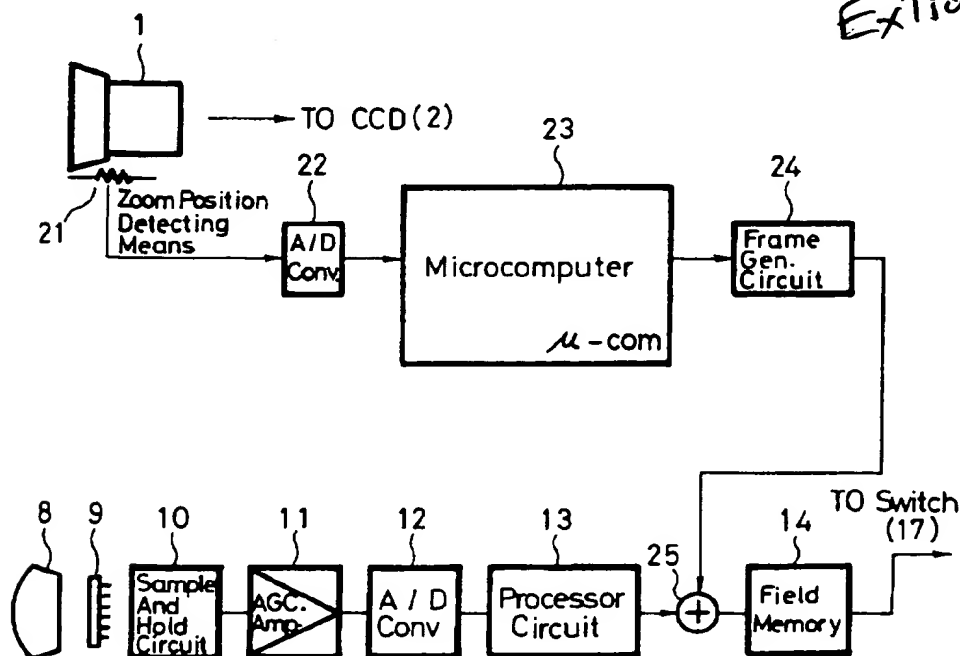 1
TO CCD(2)
23
24
22
21
Zoom Position
Detecting
Means
A/D
Conv.
Microcomputer
μ-com
Frame
Gen.
Circuit
TO Switch
(17)
8
9
10
11
12
13
25
14
Sample
And
Hold
Circuit
AGC.
Amp.
A / D
Conv
Processor
Circuit
+
Field
Memory